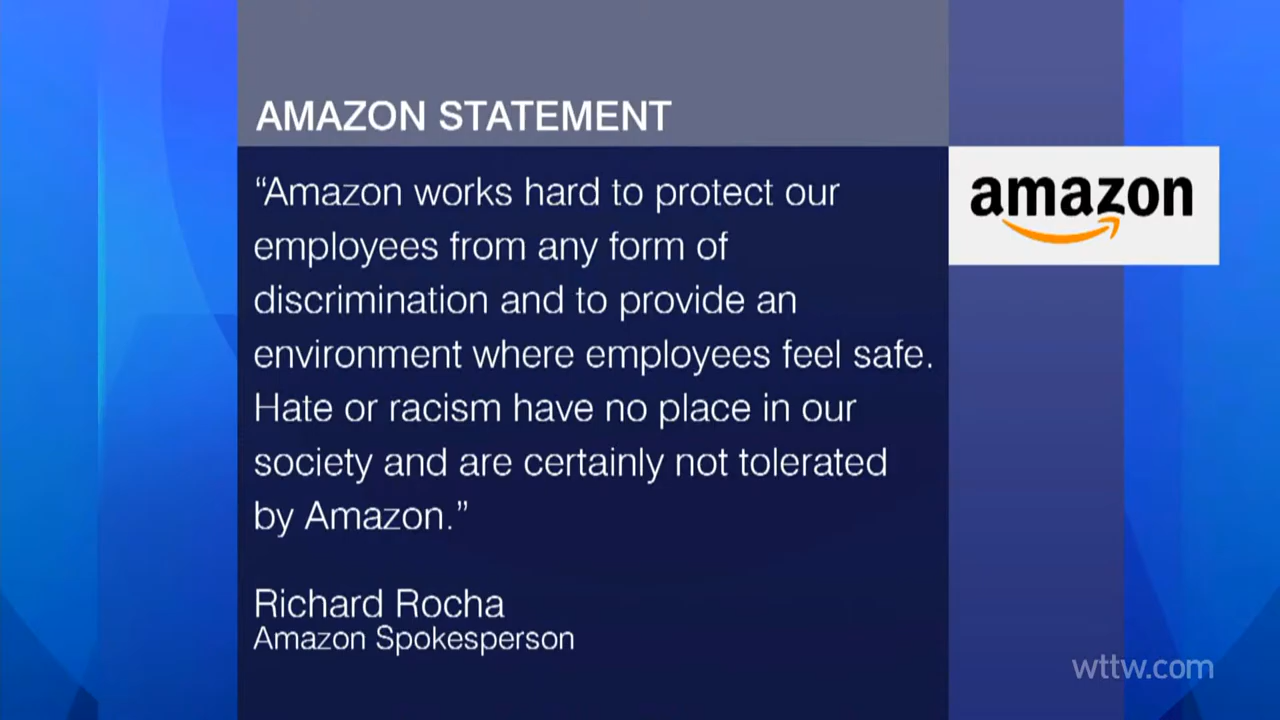 AMAZON STATEMENT
“Amazon works hard to protect our
employees from any form of
discrimination and to provide an
environment where employees feel safe.
Hate or racism have no place in our
society and are certainly not tolerated
by Amazon.”
Richard Rocha
Amazon Spokesperson
amazon
wttw.com